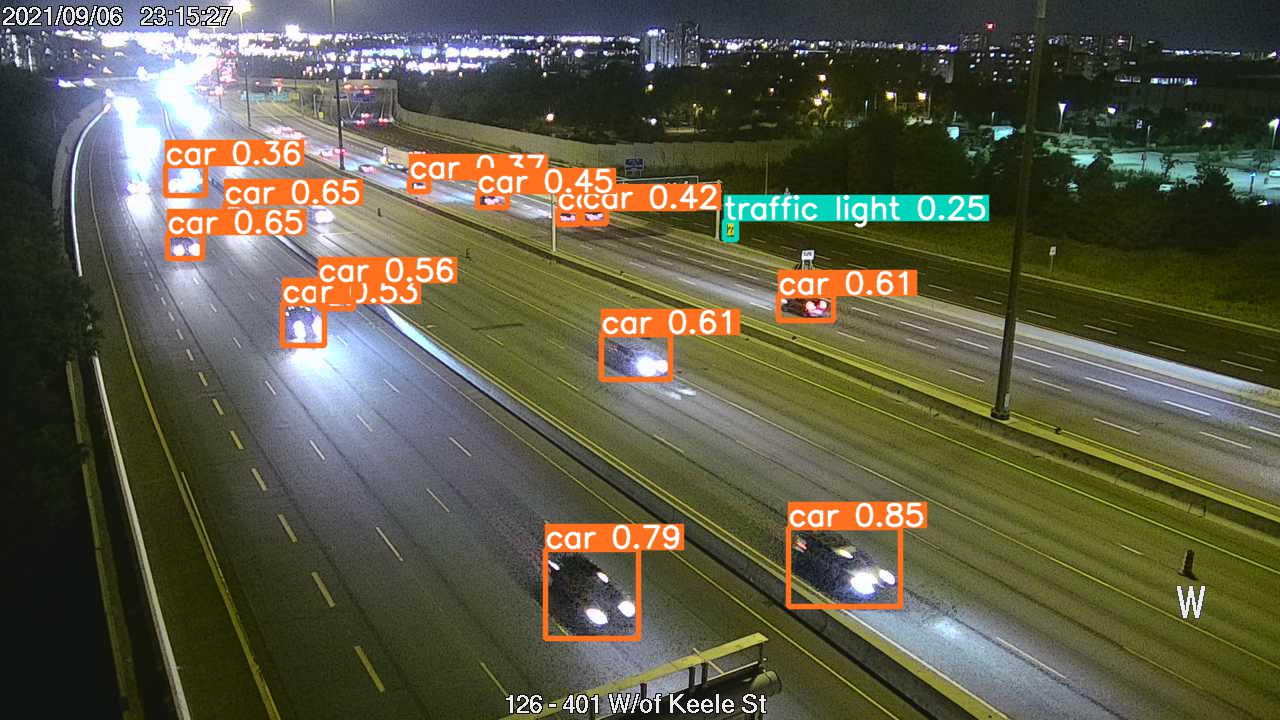 2021/09/06 23:15:27
car 0.36
car 0.37
car 0.45
car 0.65
car 0.42
traffic light 0.25
car 0.65
car 0.56
car 0.53
car 0.61
car 0.61
car 0.85
car 0.79
W
126 - 401 W/of Keele St